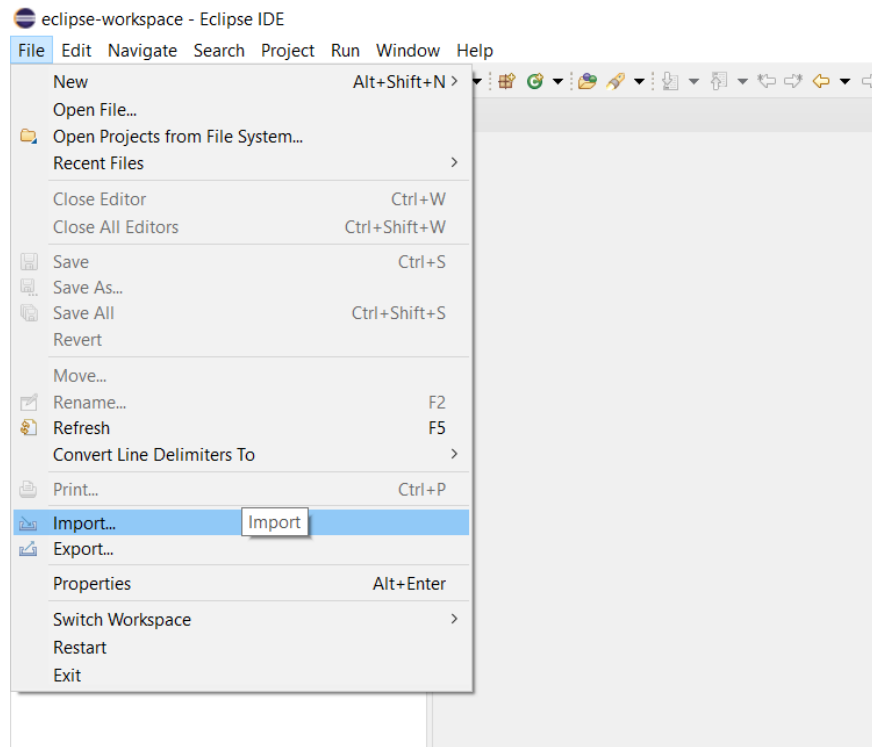 eclipse-workspace - Eclipse IDE
File Edit Navigate Search Project Run Window Help
New Alt+Shift+N >
Open File...
Open Projects from File System...
Recent Files >
Close Editor Ctrl+W
Close All Editors Ctrl+Shift+W
Save Ctrl+S
Save As...
Save All Ctrl+Shift+S
Revert
Move...
Rename... F2
Refresh F5
Convert Line Delimiters To >
Print... Ctrl+P
Import... Import
Export...
Properties Alt+Enter
Switch Workspace >
Restart
Exit